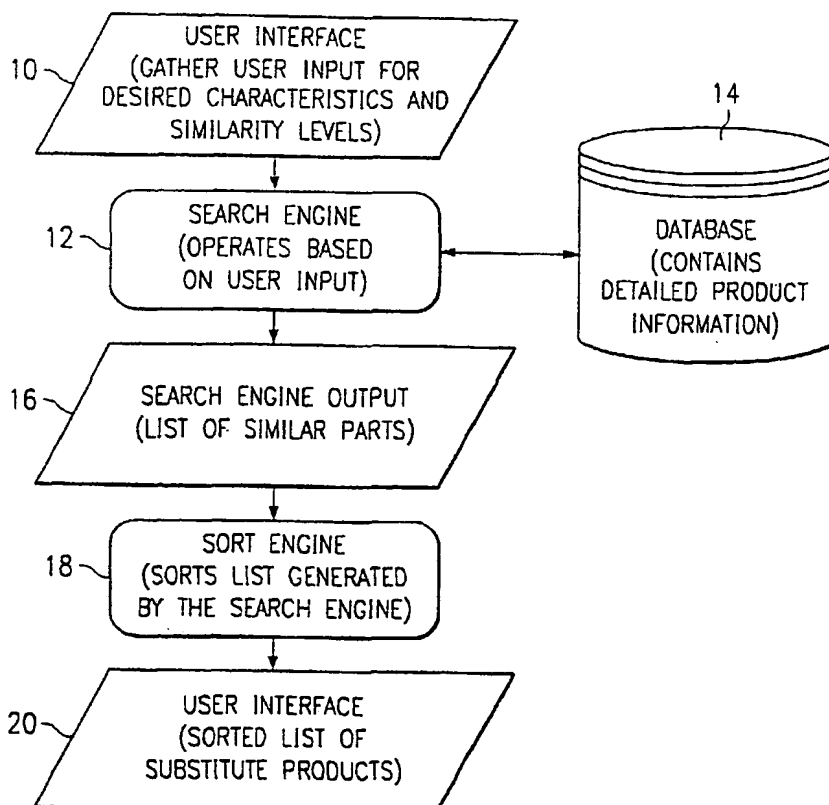 USER INTERFACE
(GATHER USER INPUT FOR
DESIRED CHARACTERISTICS AND
SIMILARITY LEVELS)
10
14
SEARCH ENGINE
(OPERATES BASED
ON USER INPUT)
12
DATABASE
(CONTAINS
DETAILED PRODUCT
INFORMATION)
SEARCH ENGINE OUTPUT
(LIST OF SIMILAR PARTS)
16
SORT ENGINE
(SORTS LIST GENERATED
BY THE SEARCH ENGINE)
18
USER INTERFACE
(SORTED LIST OF
SUBSTITUTE PRODUCTS)
20